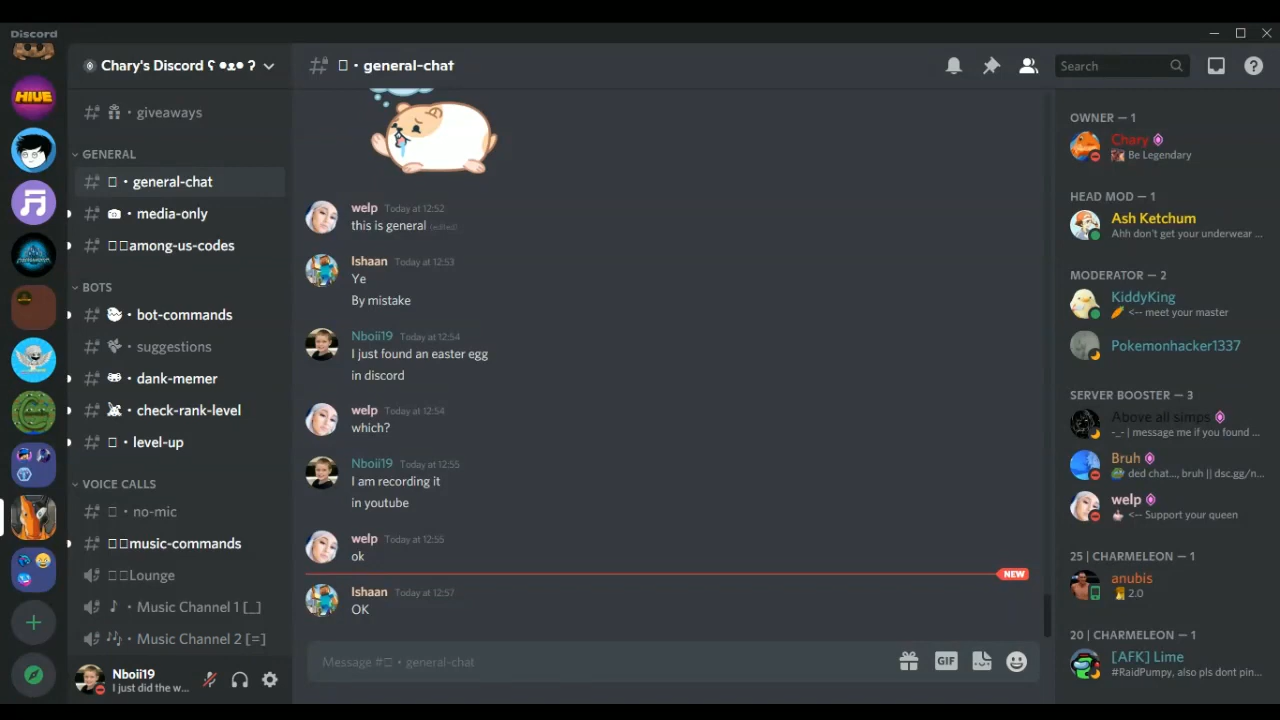 Discord
HIVE
Chary's Discord ʕ •ᴥ• ʔ
giveaways
GENERAL
• general-chat
• media-only
among-us-codes
BOTS
• bot-commands
• suggestions
• dank-memer
• check-rank-level
• level-up
VOICE CALLS
• no-mic
music-commands
Lounge
• Music Channel 1 [_]
• Music Channel 2 [=]
Nboii19
I just did the w...
• general-chat
Search
welp Today at 12:52
this is general (edited)
Ishaan Today at 12:53
Ye
By mistake
Nboii19 Today at 12:54
I just found an easter egg
in discord
welp Today at 12:54
which?
Nboii19 Today at 12:55
I am recording it
in youtube
welp Today at 12:55
ok
NEW
Ishaan Today at 12:57
OK
Message # • general-chat
GIF
OWNER — 1
Chary
Be Legendary
HEAD MOD — 1
Ash Ketchum
Ahh don't get your underwear ...
MODERATOR — 2
KiddyKing
<-- meet your master
Pokemonhacker1337
SERVER BOOSTER — 3
Above all simps
-_- | message me if you found ...
Bruh
ded chat..., bruh || dsc.gg/n...
welp
<-- Support your queen
25 | CHARMELEON — 1
anubis
2.0
20 | CHARMELEON — 1
[AFK] Lime
#RaidPumpy, also pls dont pin...